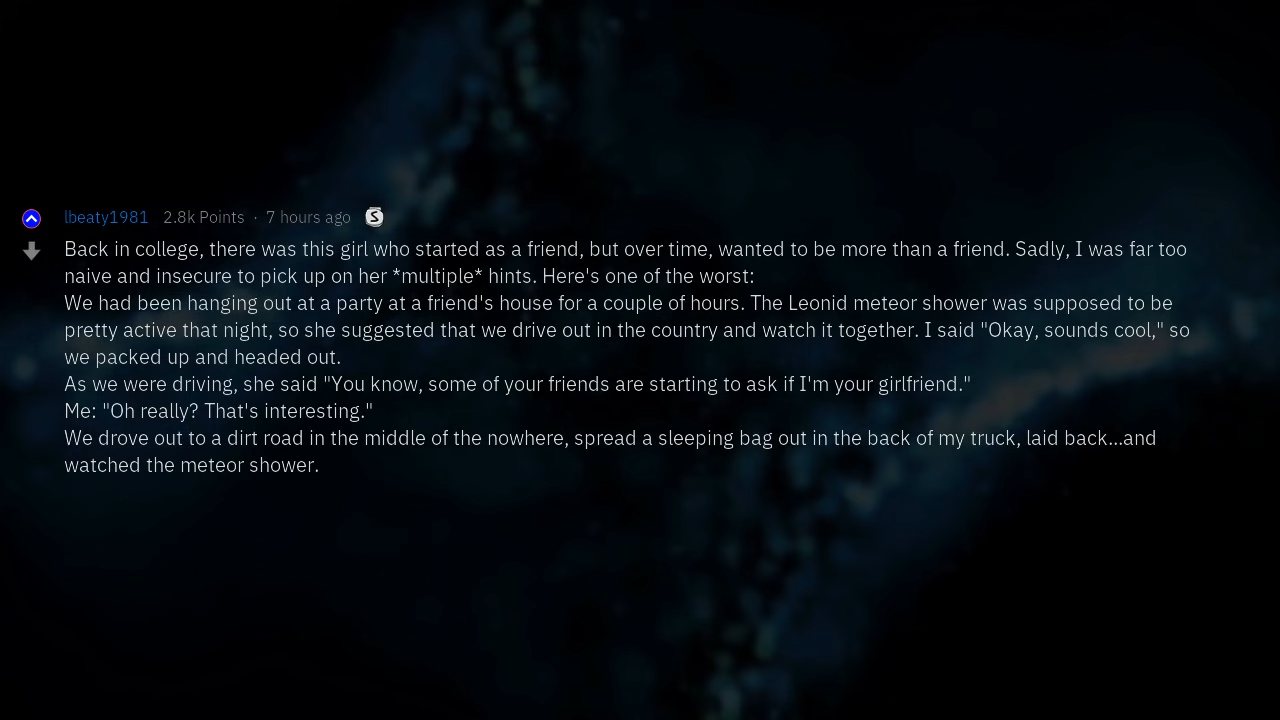 lbeaty1981 2.8k Points · 7 hours ago S
Back in college, there was this girl who started as a friend, but over time, wanted to be more than a friend. Sadly, I was far too
naive and insecure to pick up on her *multiple* hints. Here's one of the worst:
We had been hanging out at a party at a friend's house for a couple of hours. The Leonid meteor shower was supposed to be
pretty active that night, so she suggested that we drive out in the country and watch it together. I said "Okay, sounds cool," so
we packed up and headed out.
As we were driving, she said "You know, some of your friends are starting to ask if I'm your girlfriend."
Me: "Oh really? That's interesting."
We drove out to a dirt road in the middle of the nowhere, spread a sleeping bag out in the back of my truck, laid back...and
watched the meteor shower.